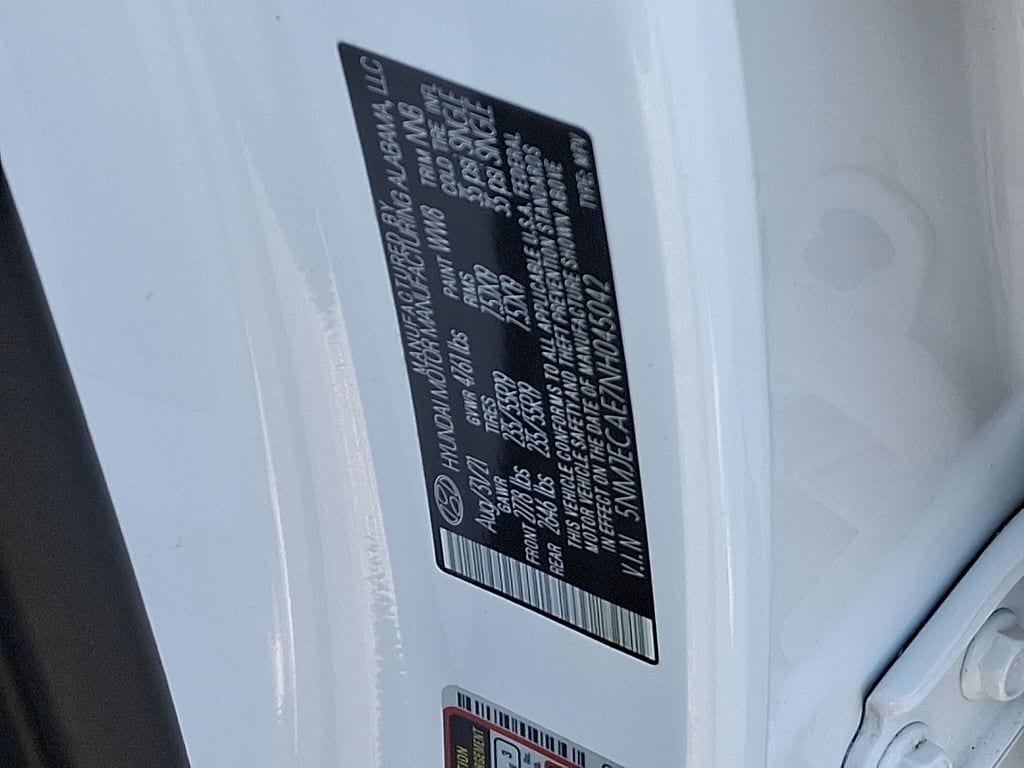 MANUFACTURED BY
HYUNDAI MOTOR MANUFACTURING ALABAMA, LLC
Aug/31/21 GVWR 4761 lbs PAINT WW8 TRIM NNB
GAWR TIRES RIMS COLD TIRE INFL
FRONT 2778 lbs 235/55R19 7.5JX19 35 psi SINGLE
REAR 2646 lbs 235/55R19 7.5JX19 35 psi SINGLE
THIS VEHICLE CONFORMS TO ALL APPLICABLE U.S.A. FEDERAL
MOTOR VEHICLE SAFETY AND THEFT PREVENTION STANDARDS
IN EFFECT ON THE DATE OF MANUFACTURE SHOWN ABOVE
V.I.N 5NMJECAE7NH045042 TYPE: MPV
3